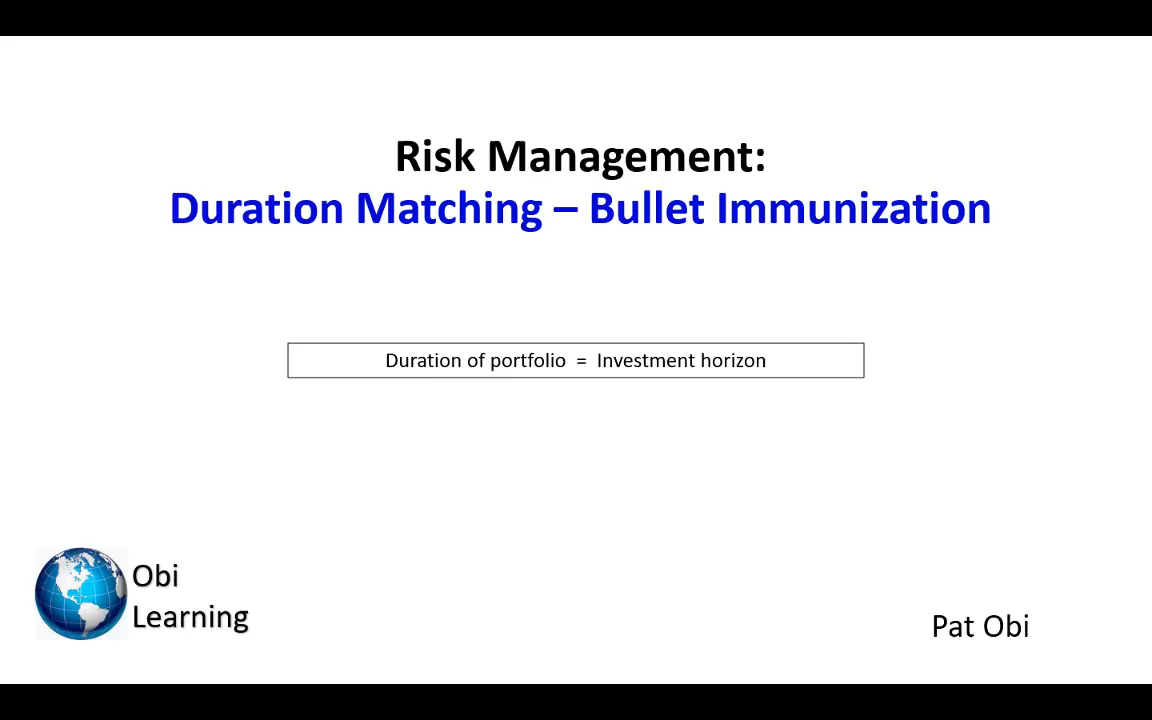 Risk Management:
Duration Matching – Bullet Immunization
Duration of portfolio = Investment horizon
Obi
Learning
Pat Obi